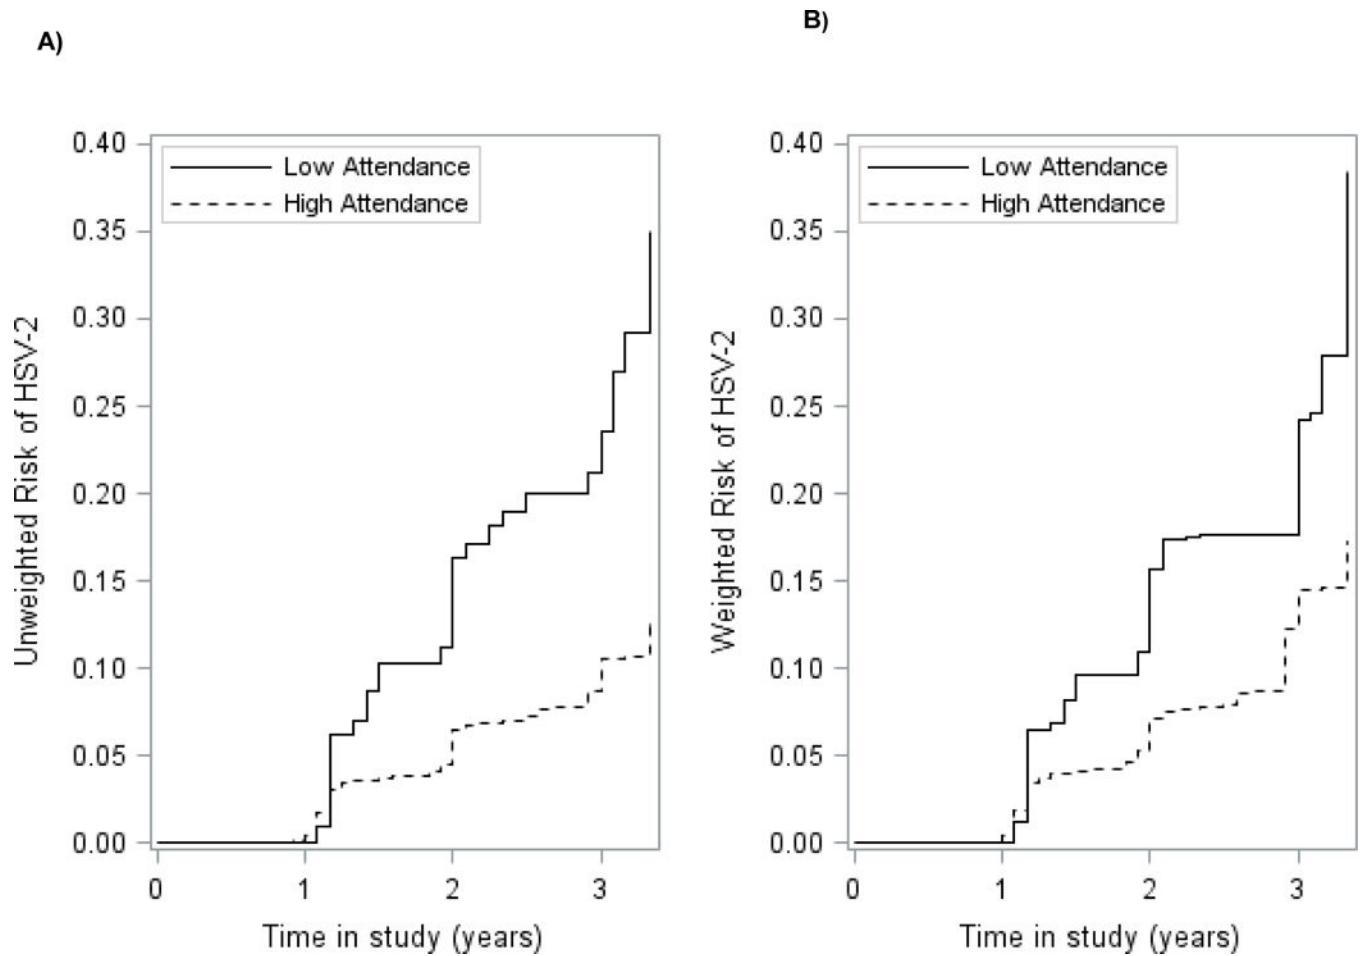 A)
Unweighted Risk of HSV-2
0.40
0.35
0.30
0.25
0.20
0.15
0.10
0.05
0.00
Low Attendance
High Attendance
0 1 2 3
Time in study (years)
B)
Weighted Risk of HSV-2
0.40
0.35
0.30
0.25
0.20
0.15
0.10
0.05
0.00
Low Attendance
High Attendance
0 1 2 3
Time in study (years)